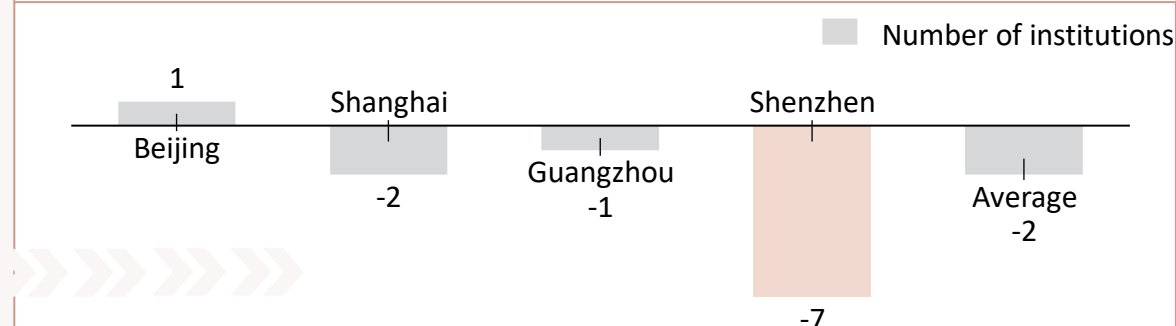 Number of institutions
1
Shanghai
Shenzhen
Beijing
Guangzhou
-2
-1
Average
-2
-7